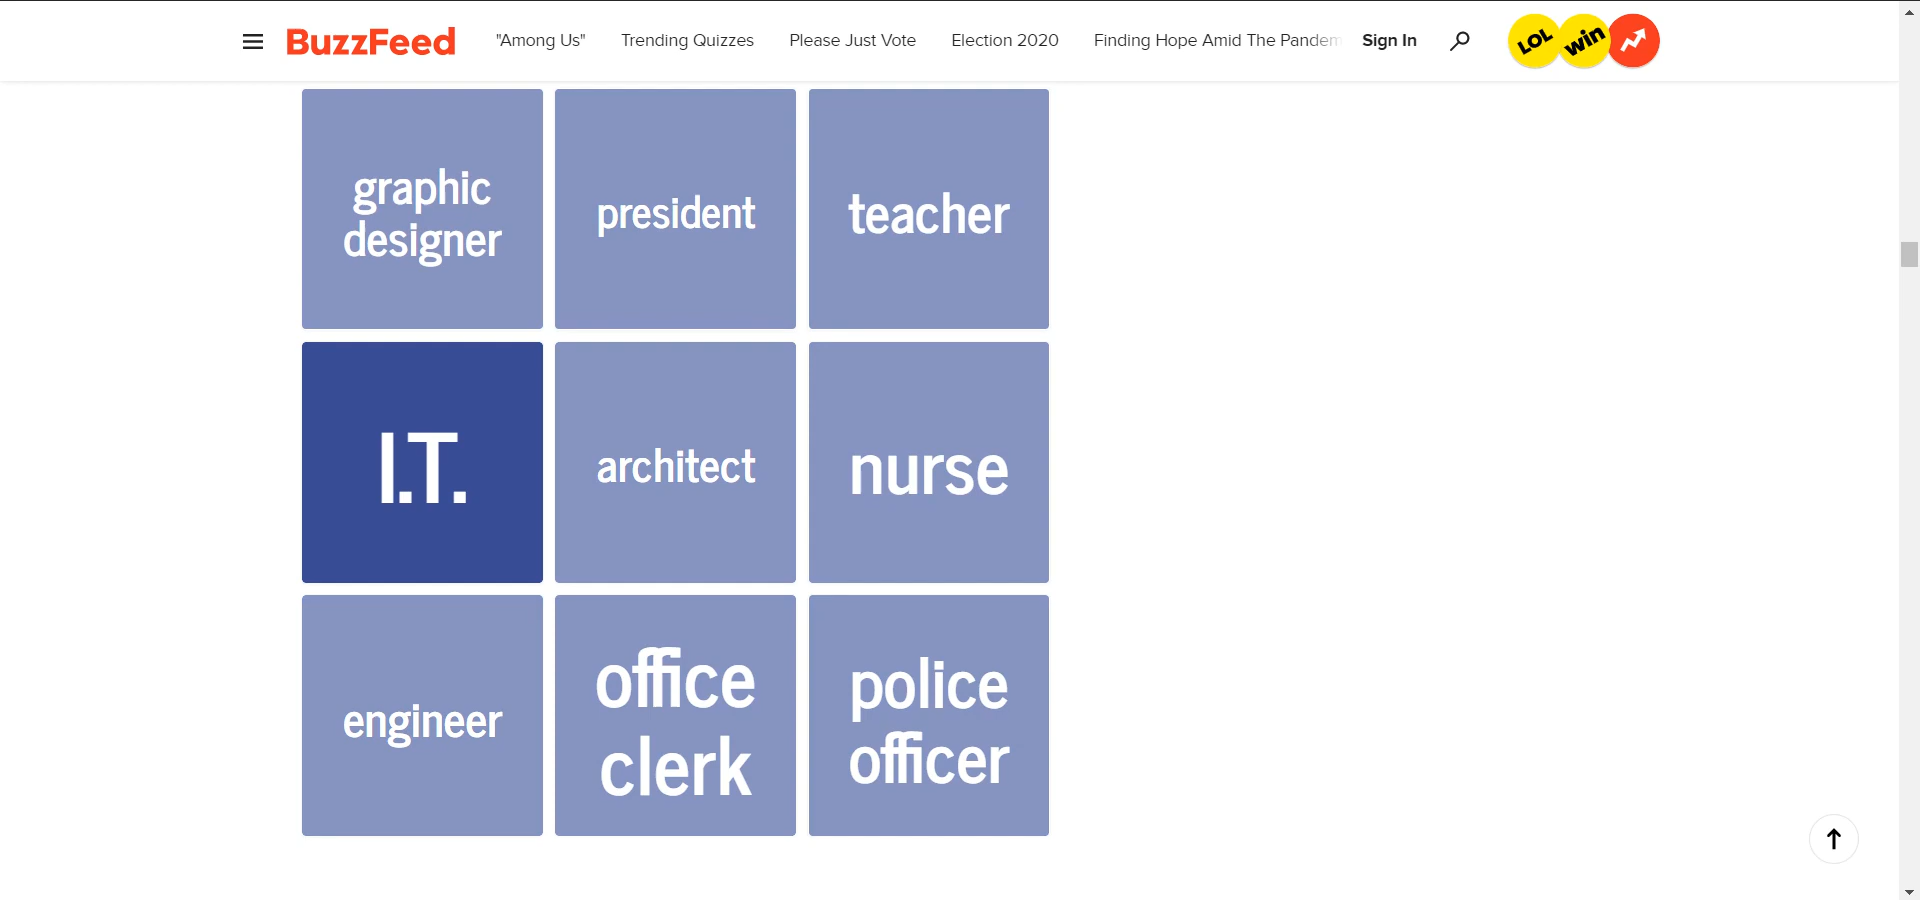 BuzzFeed "Among Us" Trending Quizzes Please Just Vote Election 2020 Finding Hope Amid The Pandem Sign In LOL win
graphic
designer
president
teacher
I.T.
architect
nurse
engineer
office
clerk
police
officer